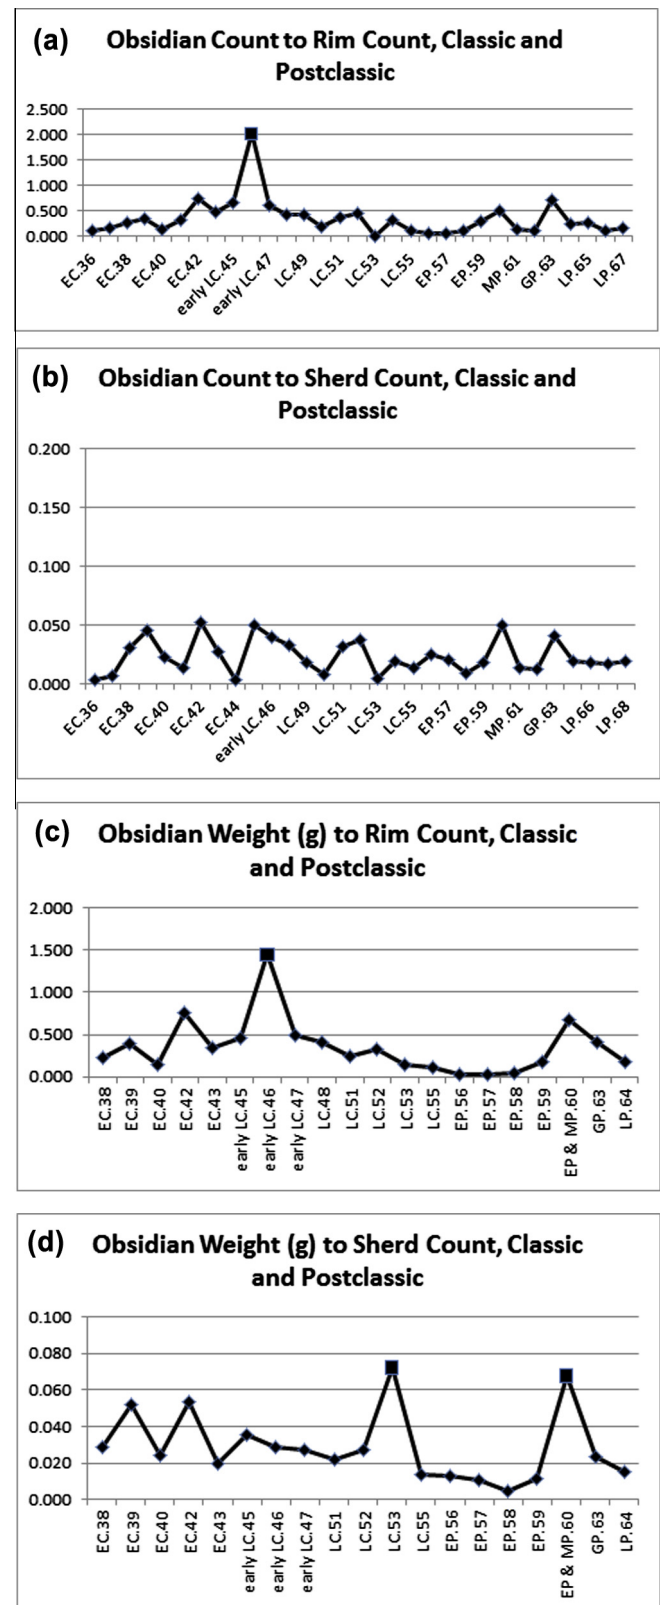 (a) Obsidian Count to Rim Count, Classic and
Postclassic
2.500
2.000
1.500
1.000
0.500
0.000
EC.36 EC.38 EC.40 EC.42 early LC.45 early LC.47 LC.49 LC.51 LC.53 LC.55 EP.57 EP.59 MP.61 GP.63 LP.65 LP.67
(b) Obsidian Count to Sherd Count, Classic and
Postclassic
0.200
0.150
0.100
0.050
0.000
EC.36 EC.38 EC.40 EC.42 EC.44 early LC.46 LC.49 LC.51 LC.53 LC.55 EP.57 EP.59 MP.61 GP.63 LP.66 LP.68
(c) Obsidian Weight (g) to Rim Count, Classic
and Postclassic
2.000
1.500
1.000
0.500
0.000
EC.38 EC.39 EC.40 EC.42 EC.43 early LC.45 early LC.46 early LC.47 LC.48 LC.51 LC.52 LC.53 LC.55 EP.56 EP.57 EP.58 EP.59 EP & MP.60 GP.63 LP.64
(d) Obsidian Weight (g) to Sherd Count, Classic
and Postclassic
0.100
0.080
0.060
0.040
0.020
0.000
EC.38 EC.39 EC.40 EC.42 EC.43 early LC.45 early LC.46 early LC.47 LC.51 LC.52 LC.53 LC.55 EP.56 EP.57 EP.58 EP.59 EP & MP.60 GP.63 LP.64